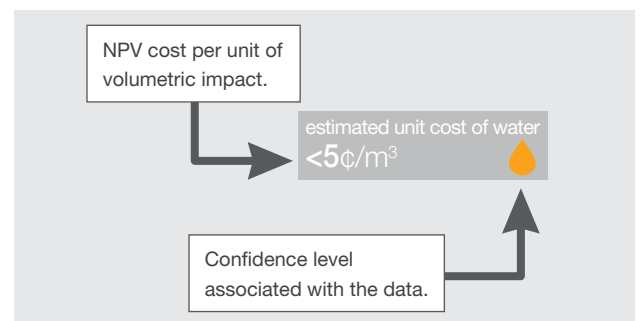 NPV cost per unit of
volumetric impact.
estimated unit cost of water
<5¢/m³
Confidence level
associated with the data.